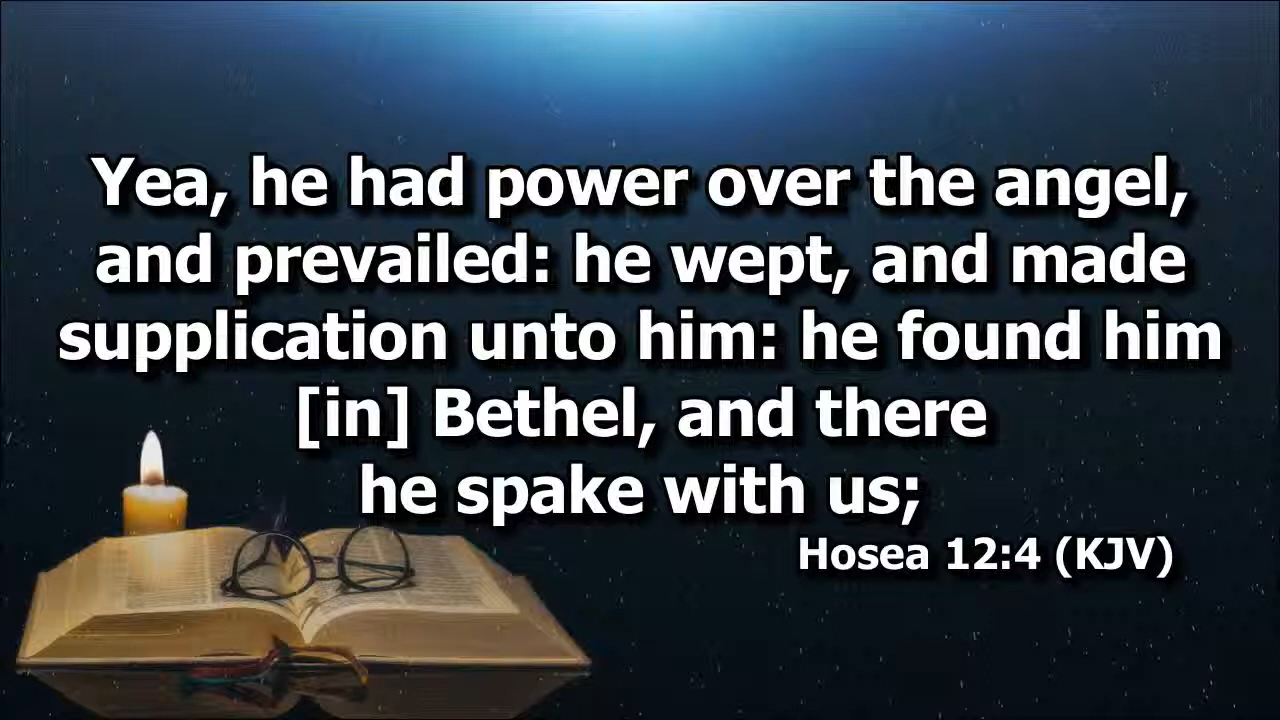 Yea, he had power over the angel,
and prevailed: he wept, and made
supplication unto him: he found him
[in] Bethel, and there
he spake with us;
Hosea 12:4 (KJV)